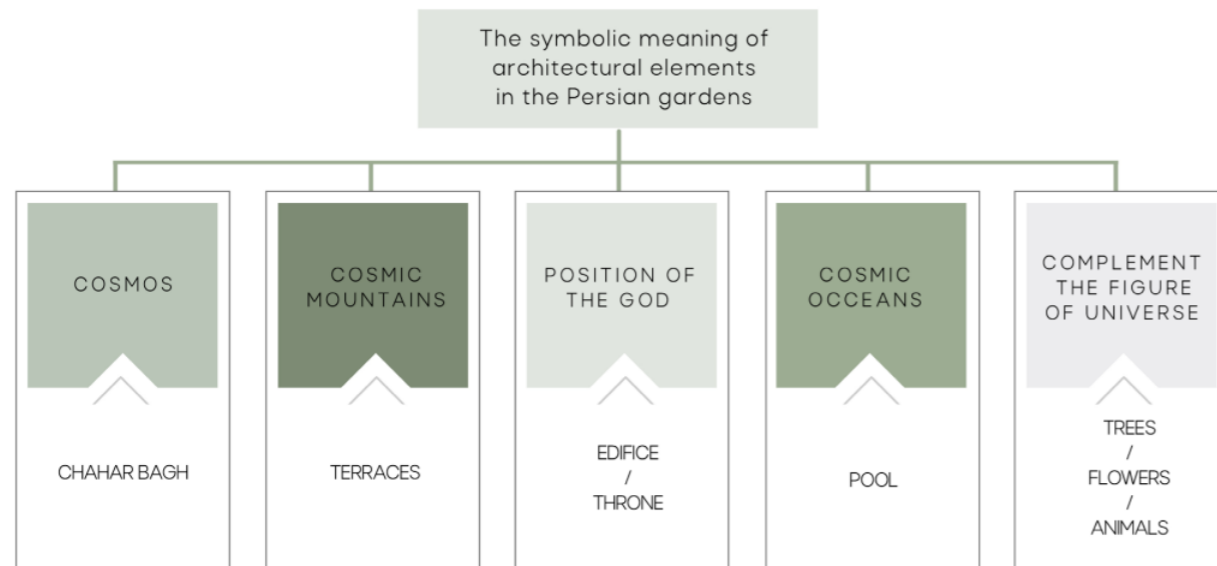 The symbolic meaning of
architectural elements
in the Persian gardens
COSMOS
CHAHAR BAGH
COSMIC
MOUNTAINS
TERRACES
POSITION OF
THE GOD
EDIFICE
/
THRONE
COSMIC
OCCEANS
POOL
COMPLEMENT
THE FIGURE
OF UNIVERSE
TREES
/
FLOWERS
/
ANIMALS